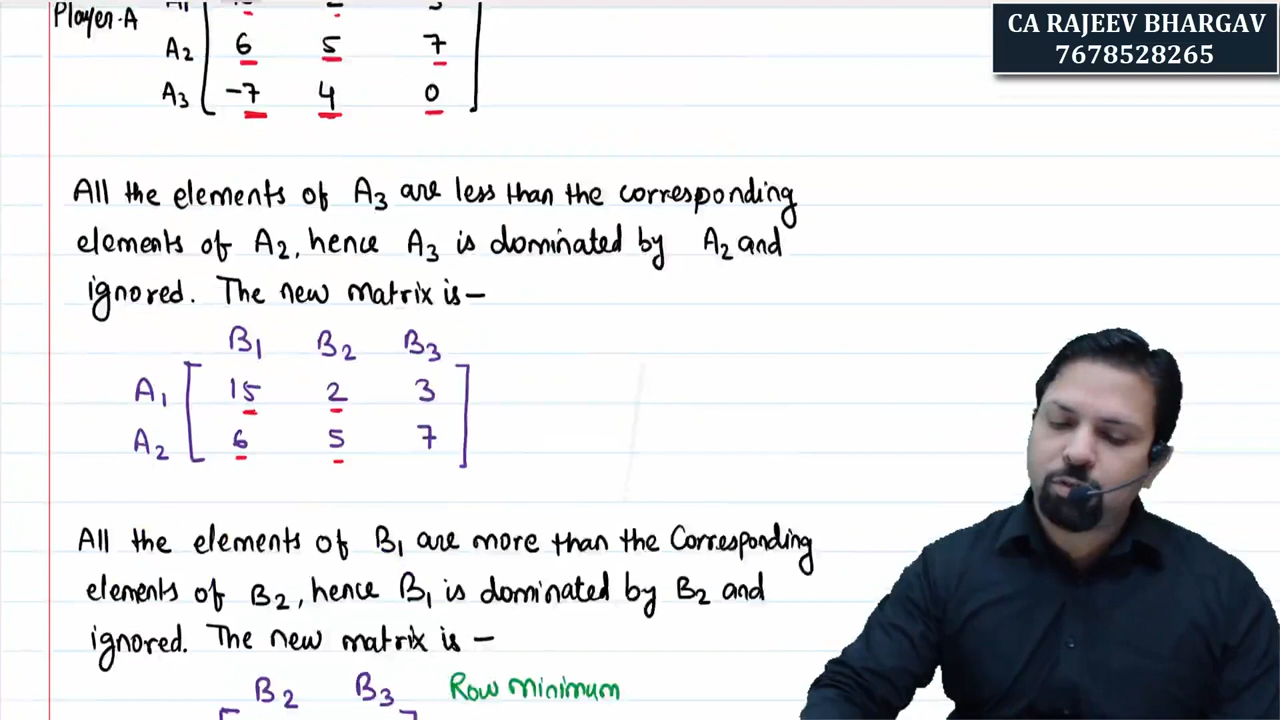 CA RAJEEV BHARGAV
7678528265
Player-A
A2 6 5 7
A3 -7 4 0
All the elements of A3 are less than the corresponding
elements of A2, hence A3 is dominated by A2 and
ignored. The new matrix is -
B1 B2 B3
A1 15 2 3
A2 6 5 7
All the elements of B1 are more than the Corresponding
elements of B2, hence B1 is dominated by B2 and
ignored. The new matrix is -
B2 B3 Row minimum